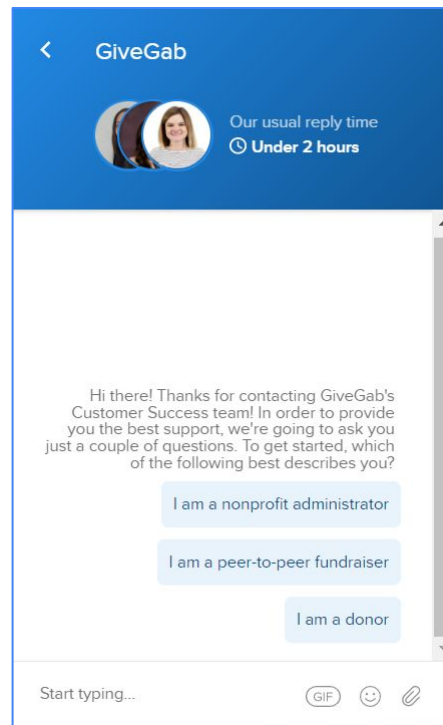 GiveGab
Our usual reply time
Under 2 hours
Hi there! Thanks for contacting GiveGab's
Customer Success team! In order to provide
you the best support, we're going to ask you
just a couple of questions. To get started, which
of the following best describes you?
I am a nonprofit administrator
I am a peer-to-peer fundraiser
I am a donor
Start typing...
GIF